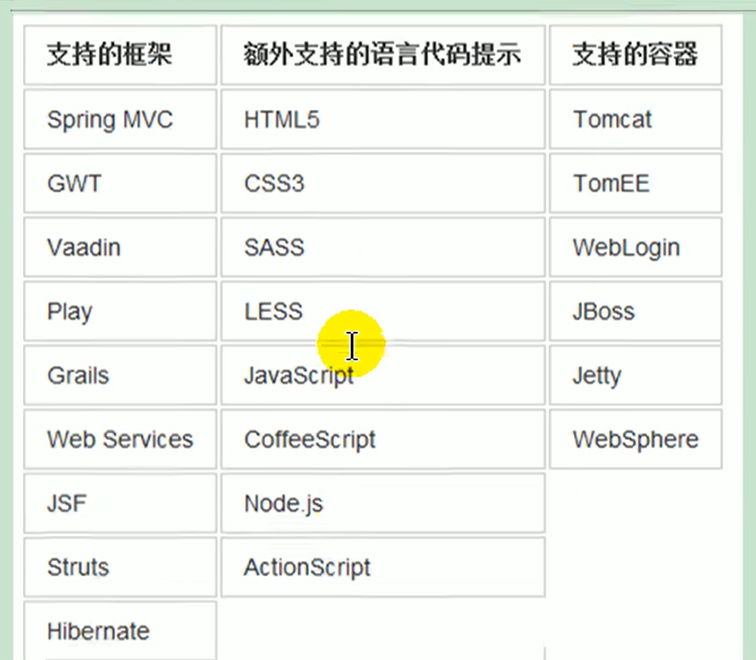 支持的框架 额外支持的语言代码提示 支持的容器
Spring MVC HTML5 Tomcat
GWT CSS3 TomEE
Vaadin SASS WebLogin
Play LESS JBoss
Grails JavaScript Jetty
Web Services CoffeeScript WebSphere
JSF Node.js
Struts ActionScript
Hibernate